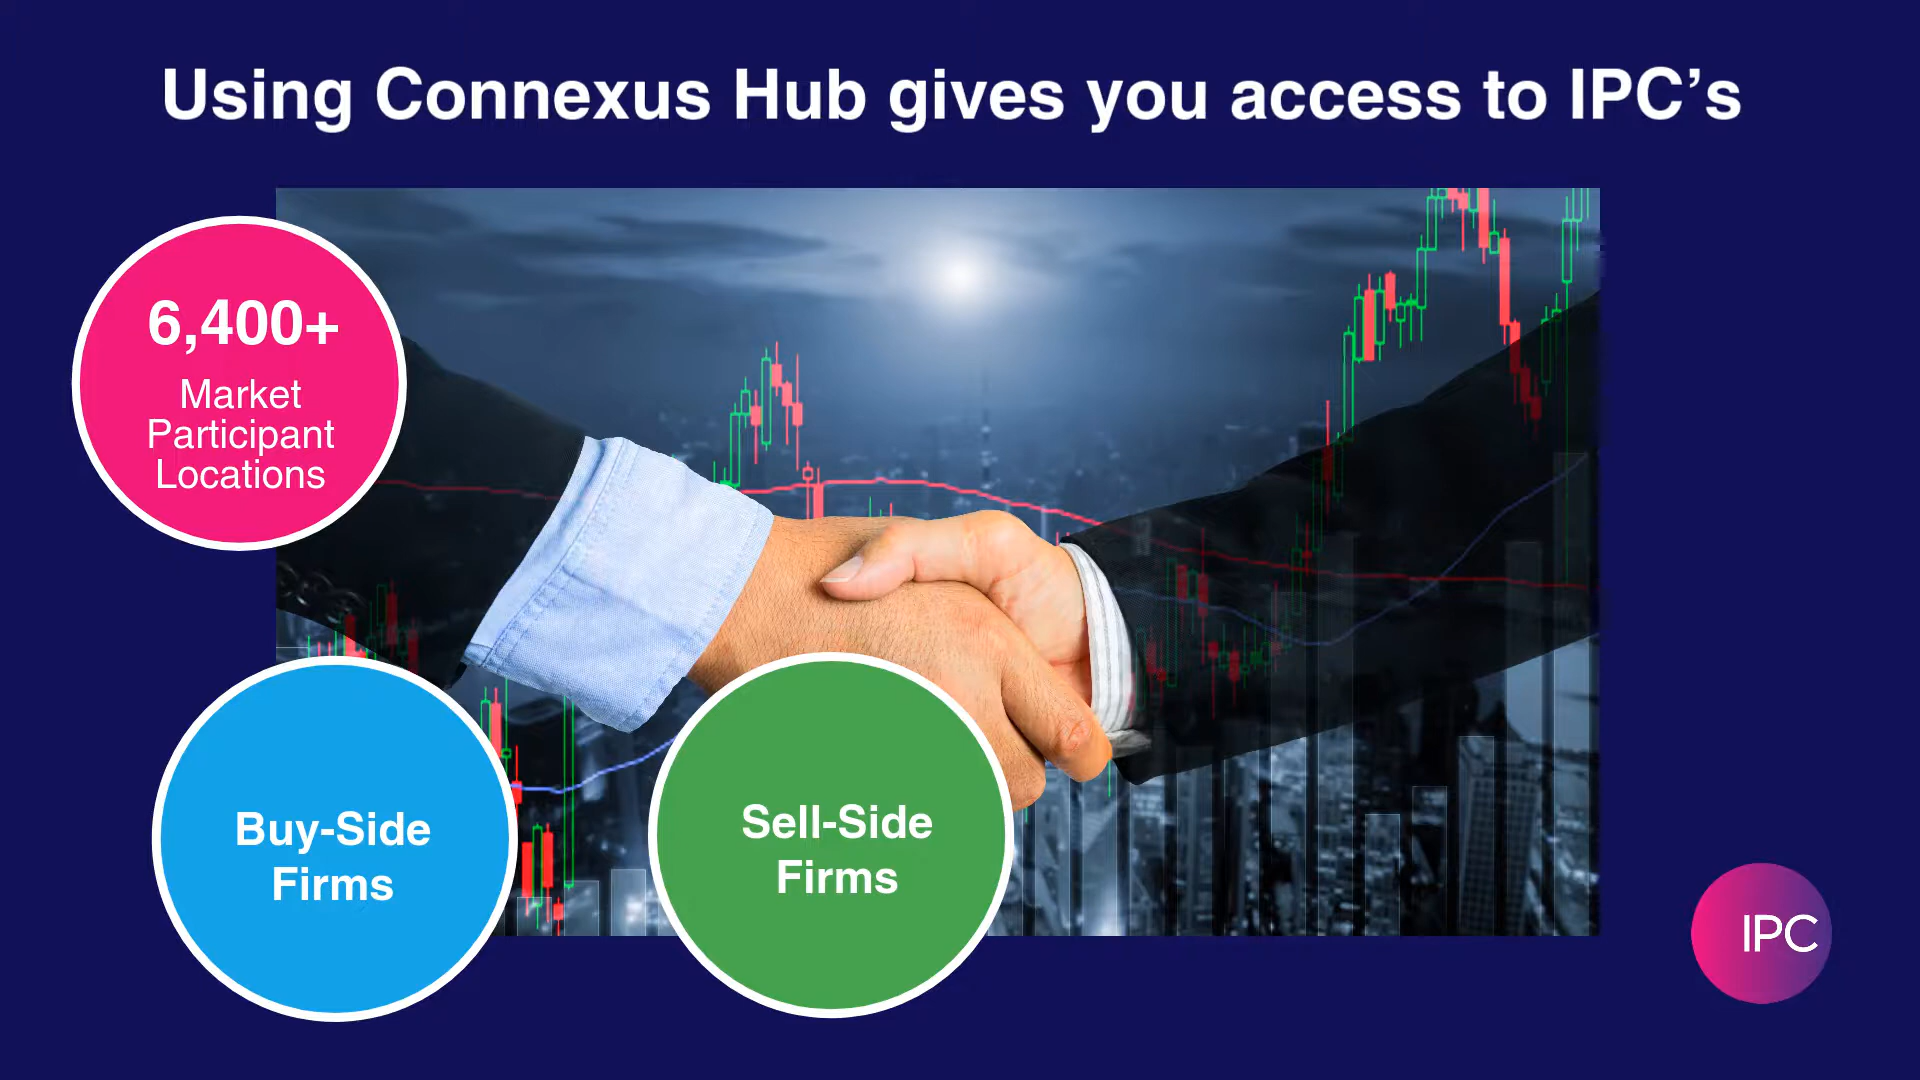 Using Connexus Hub gives you access to IPC’s
6,400+
Market
Participant
Locations
Buy-Side
Firms
Sell-Side
Firms
IPC